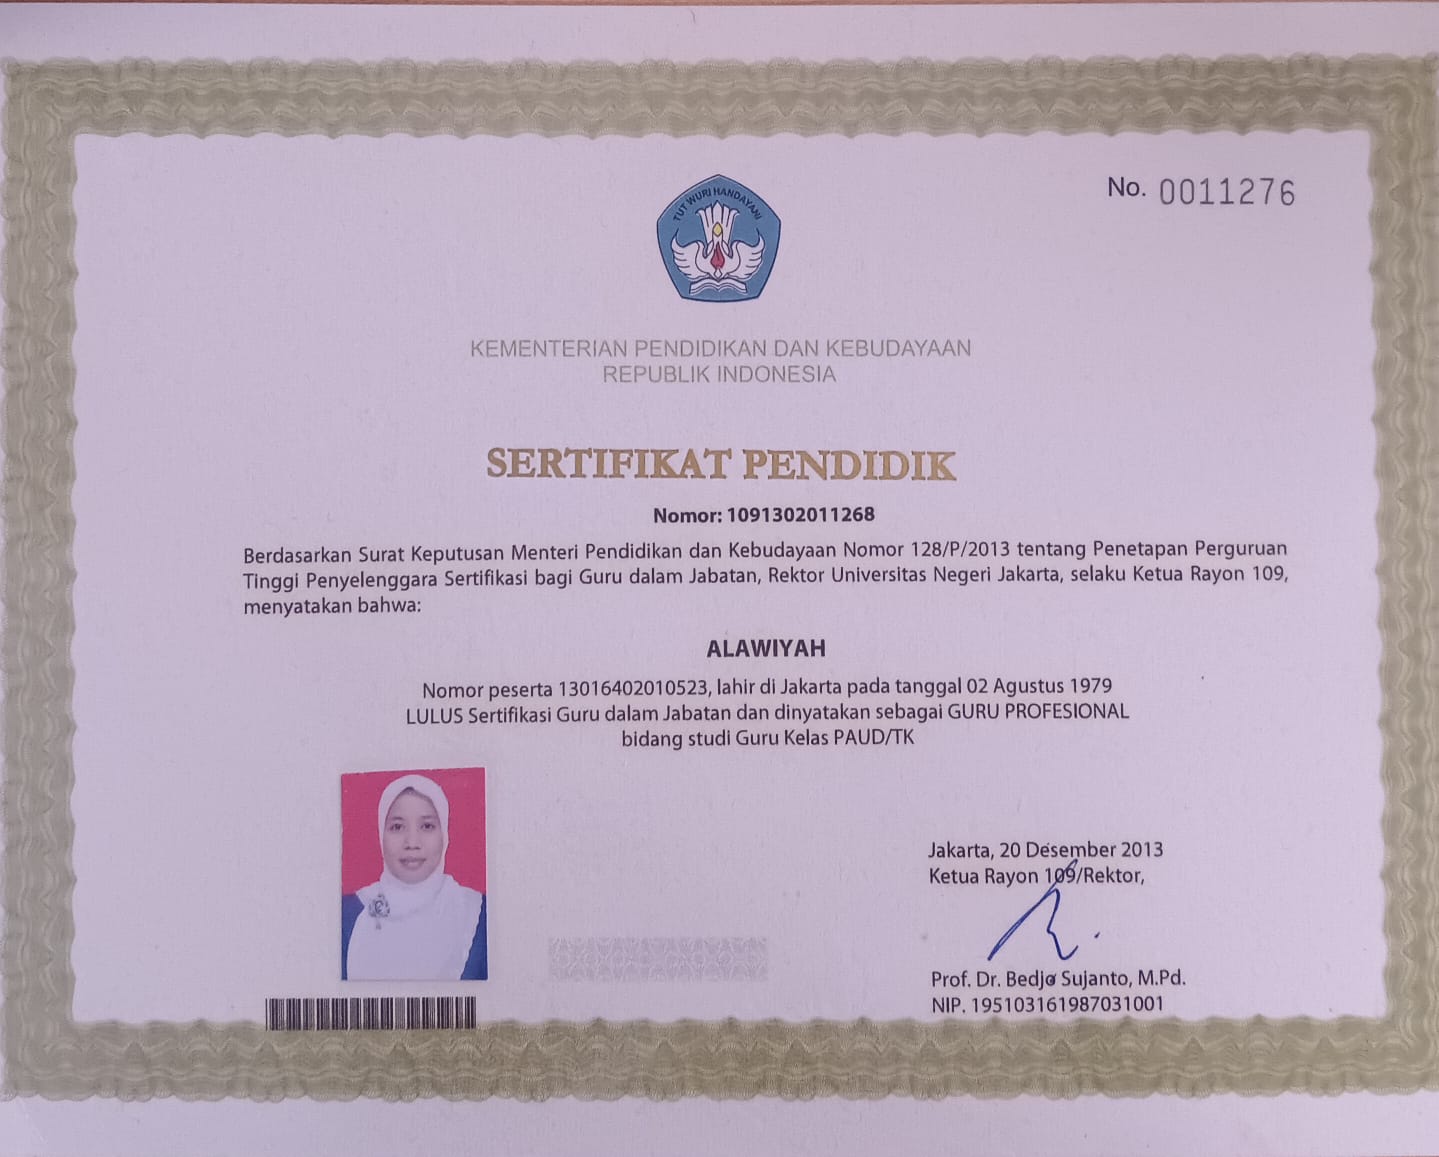 TUT WURI HANDAYANI
No. 0011276
KEMENTERIAN PENDIDIKAN DAN KEBUDAYAAN
REPUBLIK INDONESIA
SERTIFIKAT PENDIDIK
Nomor: 1091302011268
Berdasarkan Surat Keputusan Menteri Pendidikan dan Kebudayaan Nomor 128/P/2013 tentang Penetapan Perguruan
Tinggi Penyelenggara Sertifikasi bagi Guru dalam Jabatan, Rektor Universitas Negeri Jakarta, selaku Ketua Rayon 109,
menyatakan bahwa:
ALAWIYAH
Nomor peserta 13016402010523, lahir di Jakarta pada tanggal 02 Agustus 1979
LULUS Sertifikasi Guru dalam Jabatan dan dinyatakan sebagai GURU PROFESIONAL
bidang studi Guru Kelas PAUD/TK
Jakarta, 20 Desember 2013
Ketua Rayon 109/Rektor,
Prof. Dr. Bedjo Sujanto, M.Pd.
NIP. 195103161987031001